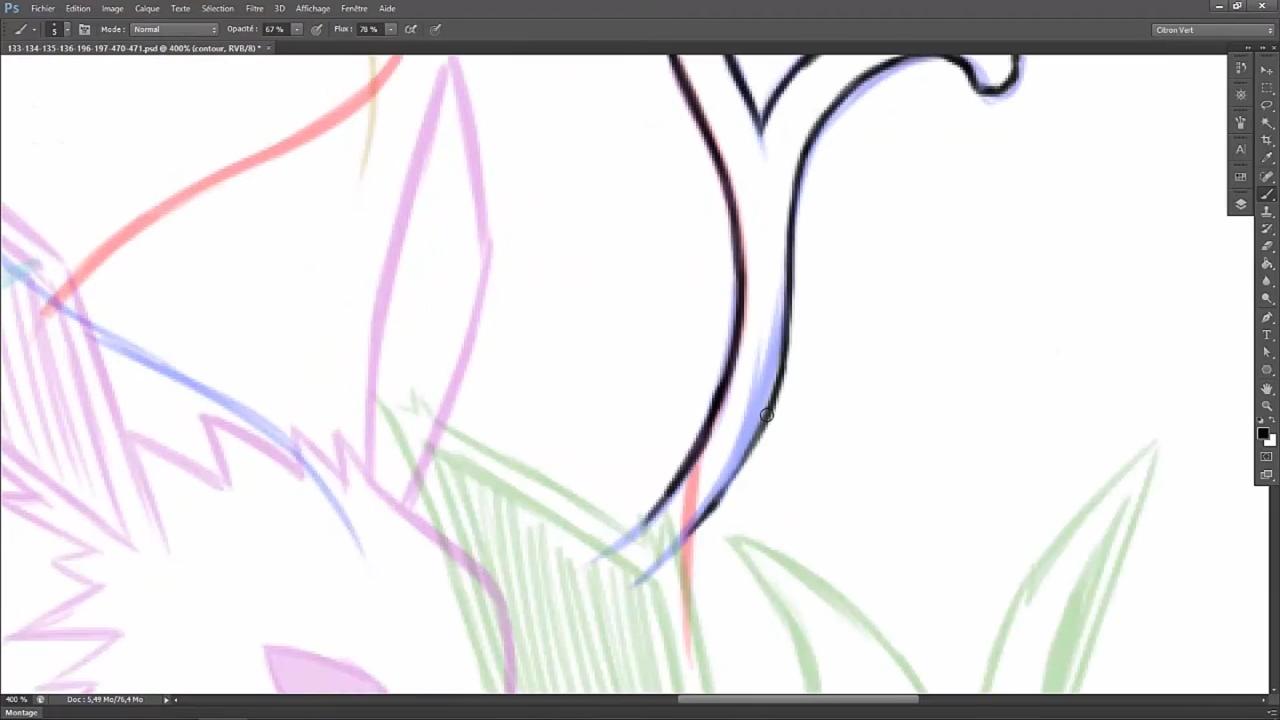 Ps Fichier Edition Image Calque Texte Sélection Filtre 3D Affichage Fenêtre Aide
5 Mode : Normal Opacité : 67 % Flux : 78 % Citron Vert
133-134-135-136-196-197-470-471.psd @ 400% (contour, RVB/8) * ×
400 % Doc : 5,49 Mo/76,4 Mo
Montage